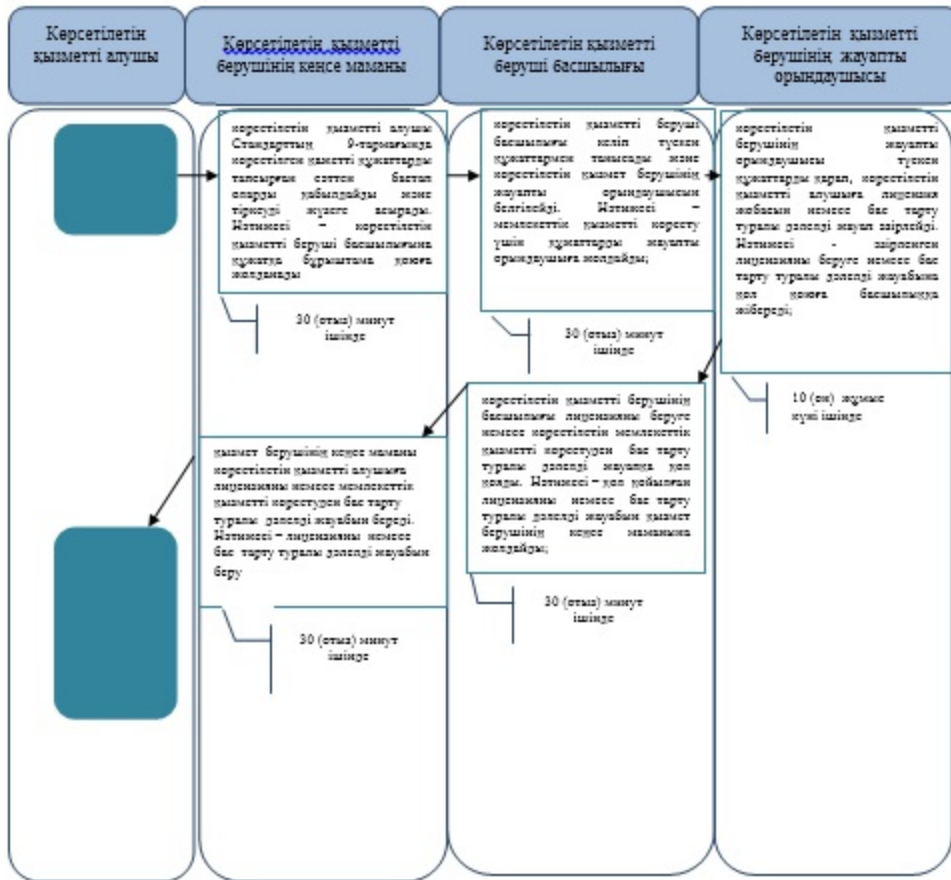 Көрсетілетін
қызметті алушы
Көрсетілетін қызметті
берушінің кеңсе маманы
Көрсетілетін қызметті
беруші басшылығы
Көрсетілетін қызметті
берушінің жауапты
орындаушысы
көрсетілетін қызметті алушы
Стандарттың 9-тармағында
көрсетілген қажетті құжаттарды
тапсырған сәттен бастап
оларды қабылдайды және
тіркеуді жүзеге асырады.
Нәтижесі – көрсетілетін
қызметті беруші басшылығына
құжатқа бұрыштама қоюға
жолданады
30 (отыз) минут
ішінде
көрсетілетін қызметті беруші
басшылығы келіп түскен
құжаттармен танысады және
көрсетілетін қызмет берушінің
жауапты орындаушысын
белгілейді. Нәтижесі –
мемлекеттік қызметті көрсету
үшін құжаттарды жауапты
орындаушыға жолдайды;
30 (отыз) минут
ішінде
көрсетілетін қызметті
берушінің жауапты
орындаушысы түскен
құжаттарды қарап, көрсетілетін
қызметті алушыға лицензия
жобасын немесе бас тарту
туралы дәлелді жауап әзірлейді.
Нәтижесі - әзірленген
лицензияны беруге немесе бас
тарту туралы дәлелді жауабына
қол қоюға басшылыққа
жібереді;
10 (он) жұмыс
күні ішінде
көрсетілетін қызметті берушінің
басшылығы лицензияны беруге
немесе көрсетілетін мемлекеттік
қызметті көрсетуден бас тарту
туралы дәлелді жауапқа қол
қояды. Нәтижесі – қол қойылған
лицензияны немесе бас тарту
туралы дәлелді жауабын қызмет
берушінің кеңсе маманына
жолдайды;
30 (отыз) минут
ішінде
қызмет берушінің кеңсе маманы
көрсетілетін қызметті алушыға
лицензияны немесе мемлекеттік
қызметті көрсетуден бас тарту
туралы дәлелді жауабын береді.
Нәтижесі – лицензияны немесе
бас тарту туралы дәлелді жауабын
беру
30 (отыз) минут
ішінде